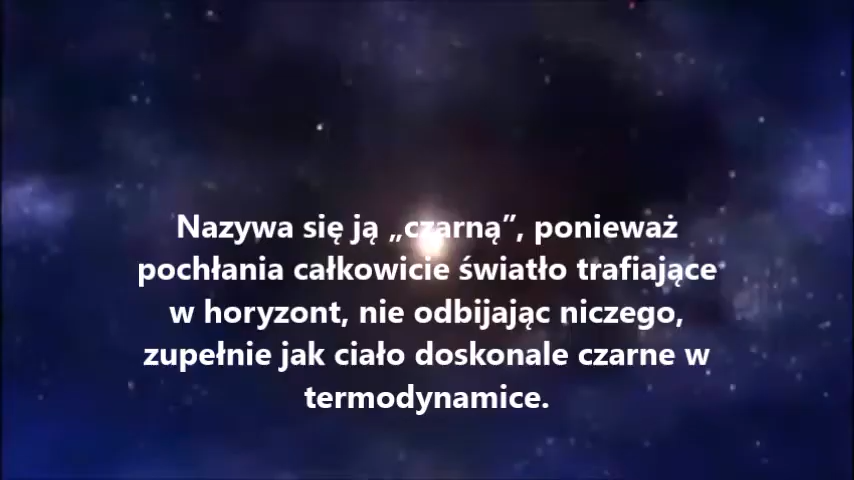 Nazywa się ją „czarną”, ponieważ
pochłania całkowicie światło trafiające
w horyzont, nie odbijając niczego,
zupełnie jak ciało doskonale czarne w
termodynamice.